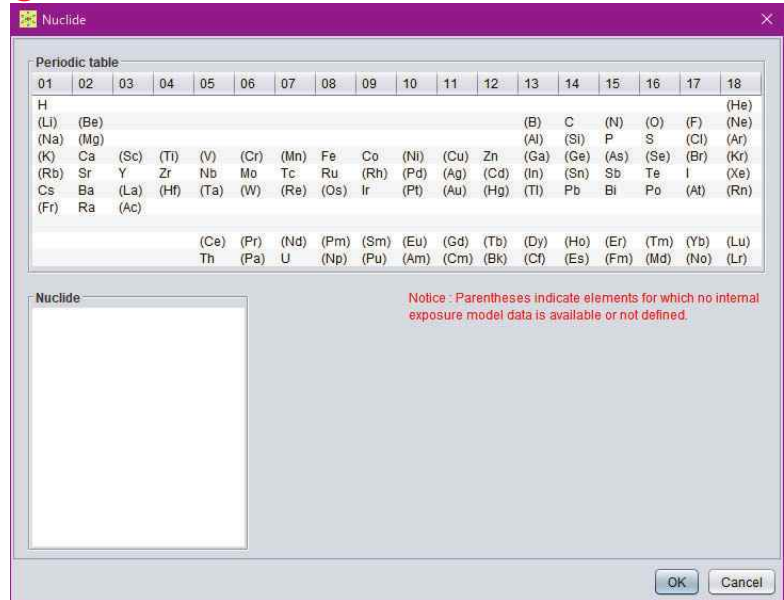 Nuclide
Periodic table
01 02 03 04 05 06 07 08 09 10 11 12 13 14 15 16 17 18
H (He)
(Li) (Be) (B) C (N) (O) (F) (Ne)
(Na) (Mg) (Al) (Si) P S (Cl) (Ar)
(K) Ca (Sc) (Ti) (V) (Cr) (Mn) Fe Co (Ni) (Cu) Zn (Ga) (Ge) (As) (Se) (Br) (Kr)
(Rb) Sr Y Zr Nb Mo Tc Ru (Rh) (Pd) (Ag) (Cd) (In) (Sn) Sb Te I (Xe)
Cs Ba (La) (Hf) (Ta) (W) (Re) (Os) Ir (Pt) (Au) (Hg) (Tl) Pb Bi Po (At) (Rn)
(Fr) Ra (Ac)
(Ce) (Pr) (Nd) (Pm) (Sm) (Eu) (Gd) (Tb) (Dy) (Ho) (Er) (Tm) (Yb) (Lu)
Th (Pa) U (Np) (Pu) (Am) (Cm) (Bk) (Cf) (Es) (Fm) (Md) (No) (Lr)
Nuclide
Notice : Parentheses indicate elements for which no internal
exposure model data is available or not defined.
OK Cancel